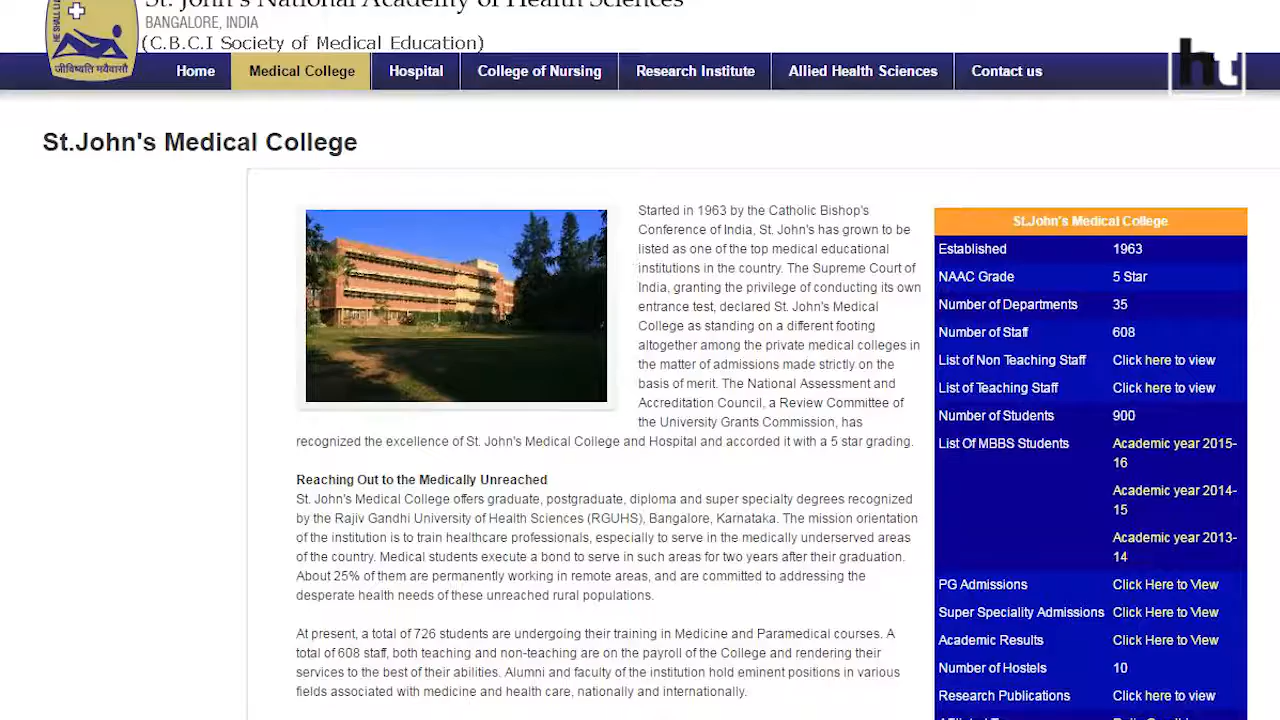 St. John's National Academy of Health Sciences
BANGALORE, INDIA
(C.B.C.I Society of Medical Education)
HE SHALL LI
जीविष्यति मयैवासौ
Home Medical College Hospital College of Nursing Research Institute Allied Health Sciences Contact us
ht
St.John's Medical College
Started in 1963 by the Catholic Bishop's
Conference of India, St. John's has grown to be
listed as one of the top medical educational
institutions in the country. The Supreme Court of
India, granting the privilege of conducting its own
entrance test, declared St. John's Medical
College as standing on a different footing
altogether among the private medical colleges in
the matter of admissions made strictly on the
basis of merit. The National Assessment and
Accreditation Council, a Review Committee of
the University Grants Commission, has
recognized the excellence of St. John's Medical College and Hospital and accorded it with a 5 star grading.
Reaching Out to the Medically Unreached
St. John's Medical College offers graduate, postgraduate, diploma and super specialty degrees recognized
by the Rajiv Gandhi University of Health Sciences (RGUHS), Bangalore, Karnataka. The mission orientation
of the institution is to train healthcare professionals, especially to serve in the medically underserved areas
of the country. Medical students execute a bond to serve in such areas for two years after their graduation.
About 25% of them are permanently working in remote areas, and are committed to addressing the
desperate health needs of these unreached rural populations.
At present, a total of 726 students are undergoing their training in Medicine and Paramedical courses. A
total of 608 staff, both teaching and non-teaching are on the payroll of the College and rendering their
services to the best of their abilities. Alumni and faculty of the institution hold eminent positions in various
fields associated with medicine and health care, nationally and internationally.
St.John's Medical College
Established 1963
NAAC Grade 5 Star
Number of Departments 35
Number of Staff 608
List of Non Teaching Staff Click here to view
List of Teaching Staff Click here to view
Number of Students 900
List Of MBBS Students Academic year 2015-
16
Academic year 2014-
15
Academic year 2013-
14
PG Admissions Click Here to View
Super Speciality Admissions Click Here to View
Academic Results Click Here to View
Number of Hostels 10
Research Publications Click here to view